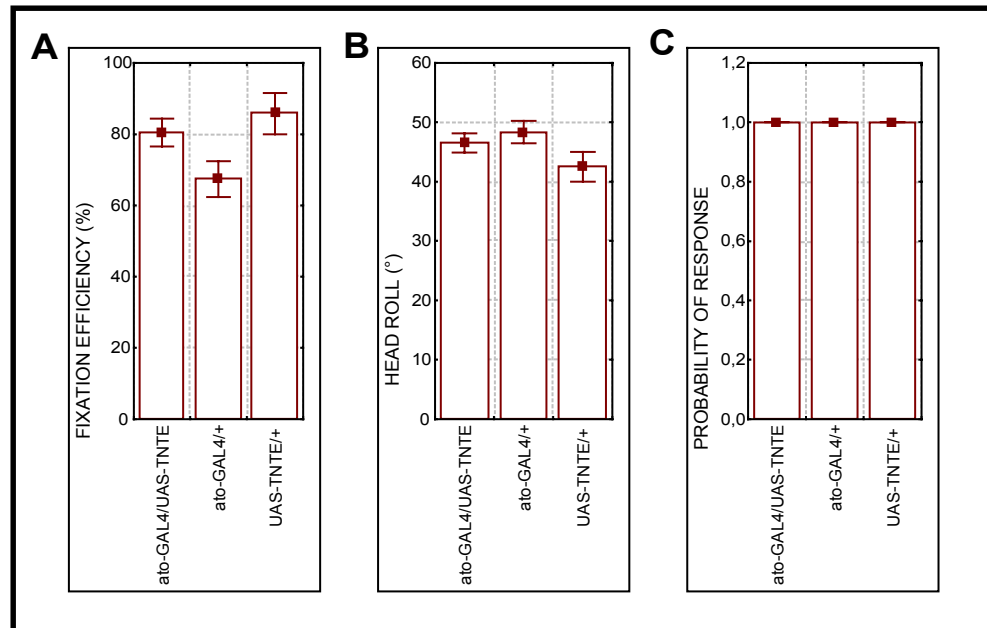 A
FIXATION EFFICIENCY (%)
100
80
60
40
20
0
ato-GAL4/UAS-TNTE
ato-GAL4/+
UAS-TNTE/+
B
HEAD ROLL (°)
60
50
40
30
20
10
0
ato-GAL4/UAS-TNTE
ato-GAL4/+
UAS-TNTE/+
C
PROBABILITY OF RESPONSE
1,2
1,0
0,8
0,6
0,4
0,2
0,0
ato-GAL4/UAS-TNTE
ato-GAL4/+
UAS-TNTE/+